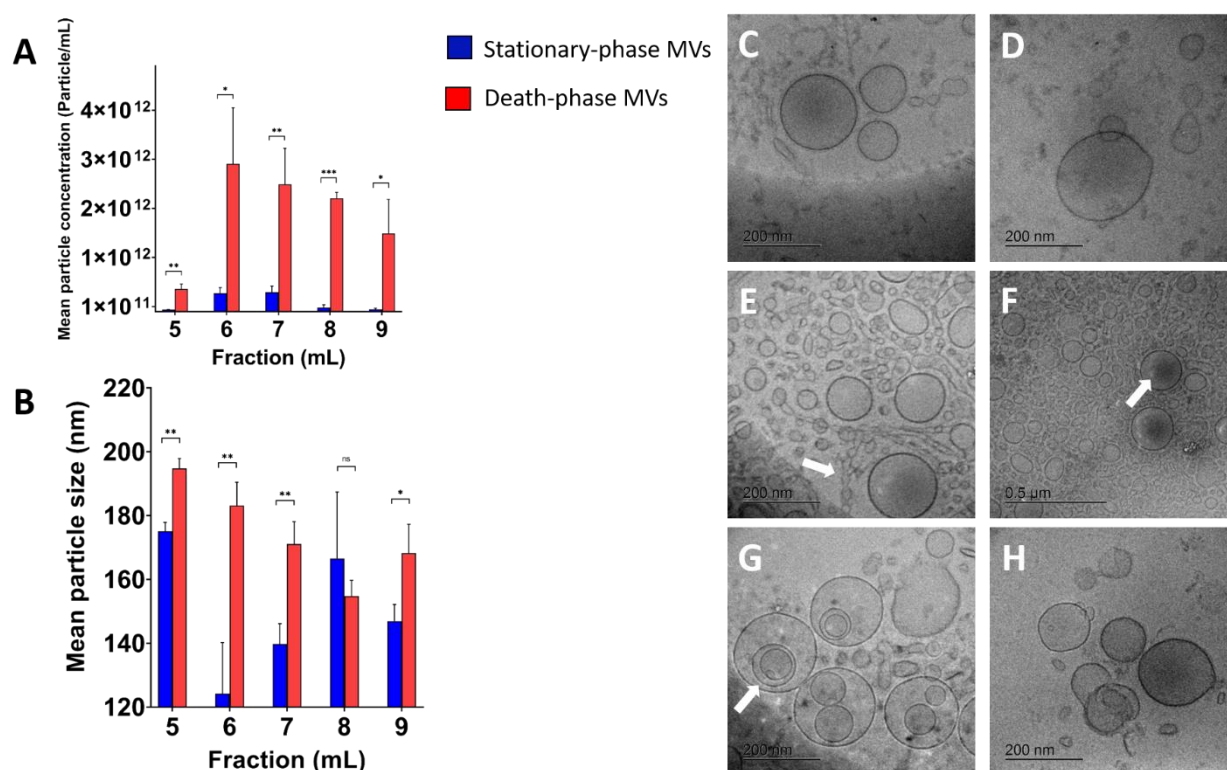 A
Mean particle concentration (Particle/mL)
4×10¹²
3×10¹²
2×10¹²
1×10¹²
1×10¹¹
**
*
**
***
*
5 6 7 8 9
Fraction (mL)
Stationary-phase MVs
Death-phase MVs
B
Mean particle size (nm)
220
200
180
160
140
120
**
**
**
ns
*
5 6 7 8 9
Fraction (mL)
C
200 nm
D
200 nm
E
200 nm
F
0.5 µm
G
200 nm
H
200 nm